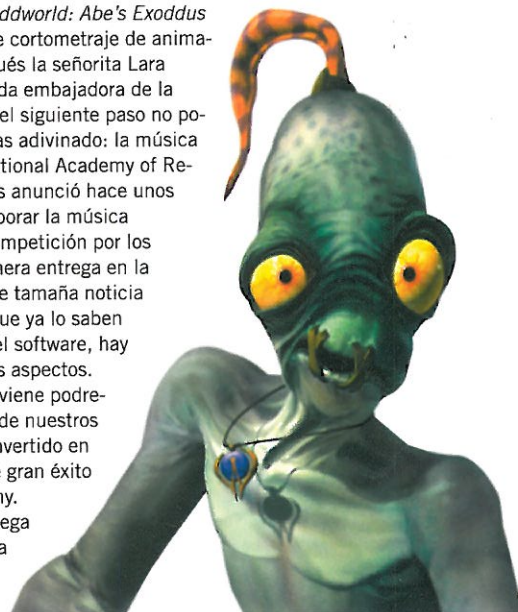 ddworld: Abe's Exoddus
e cortometraje de anima-
ués la señorita Lara
da embajadora de la
el siguiente paso no po-
as adivinado: la música
tional Academy of Re-
s anunció hace unos
porar la música
mpetición por los
nera entrega en la
e tamaña noticia
ue ya lo saben
el software, hay
s aspectos.
viene podre-
de nuestros
nvertido en
e gran éxito
ny.
ega
a